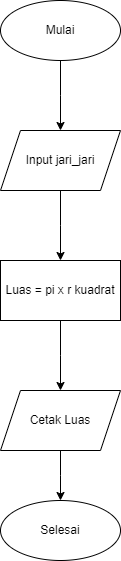 Mulai
Input jari_jari
Luas = pi x r kuadrat
Cetak Luas
Selesai